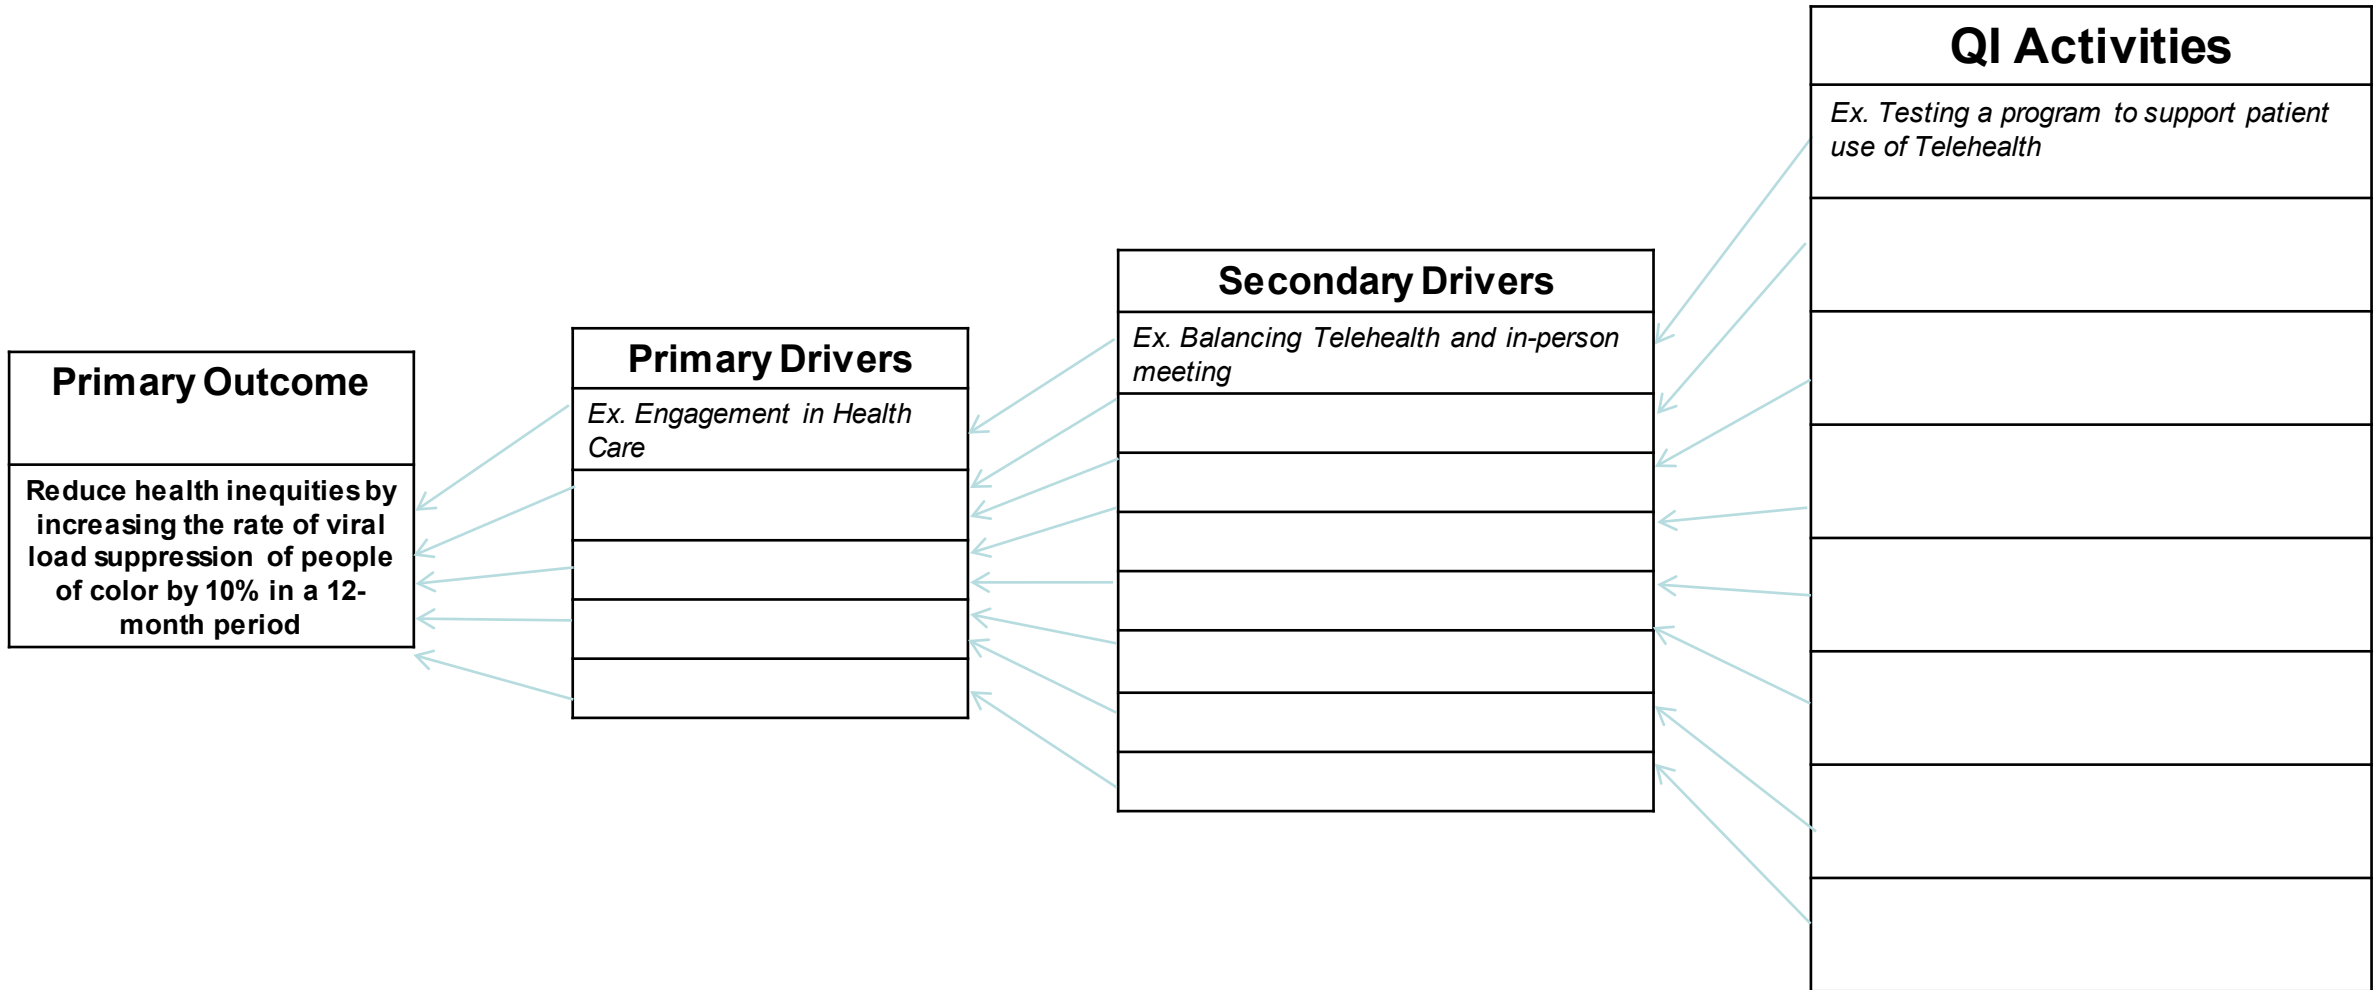 Primary Outcome
Reduce health inequities by
increasing the rate of viral
load suppression of people
of color by 10% in a 12-
month period
Primary Drivers
Ex. Engagement in Health
Care
Secondary Drivers
Ex. Balancing Telehealth and in-person
meeting
QI Activities
Ex. Testing a program to support patient
use of Telehealth